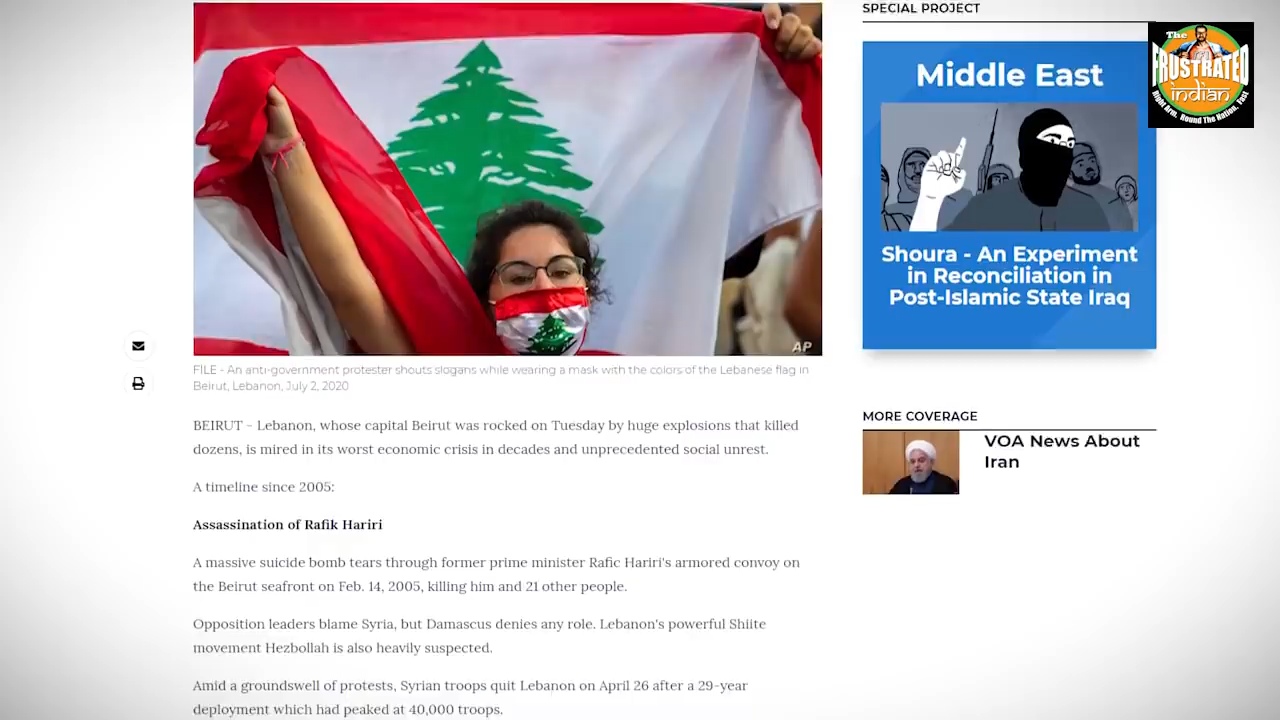 SPECIAL PROJECT
The
FRUSTRATED
indian
Right Arm, Round The Nation, Fast
Middle East
Shoura - An Experiment
in Reconciliation in
Post-Islamic State Iraq
AP
FILE - An anti-government protester shouts slogans while wearing a mask with the colors of the Lebanese flag in
Beirut, Lebanon, July 2, 2020
BEIRUT - Lebanon, whose capital Beirut was rocked on Tuesday by huge explosions that killed
dozens, is mired in its worst economic crisis in decades and unprecedented social unrest.
A timeline since 2005:
Assassination of Rafik Hariri
A massive suicide bomb tears through former prime minister Rafic Hariri's armored convoy on
the Beirut seafront on Feb. 14, 2005, killing him and 21 other people.
Opposition leaders blame Syria, but Damascus denies any role. Lebanon's powerful Shiite
movement Hezbollah is also heavily suspected.
Amid a groundswell of protests, Syrian troops quit Lebanon on April 26 after a 29-year
deployment which had peaked at 40,000 troops.
MORE COVERAGE
VOA News About
Iran